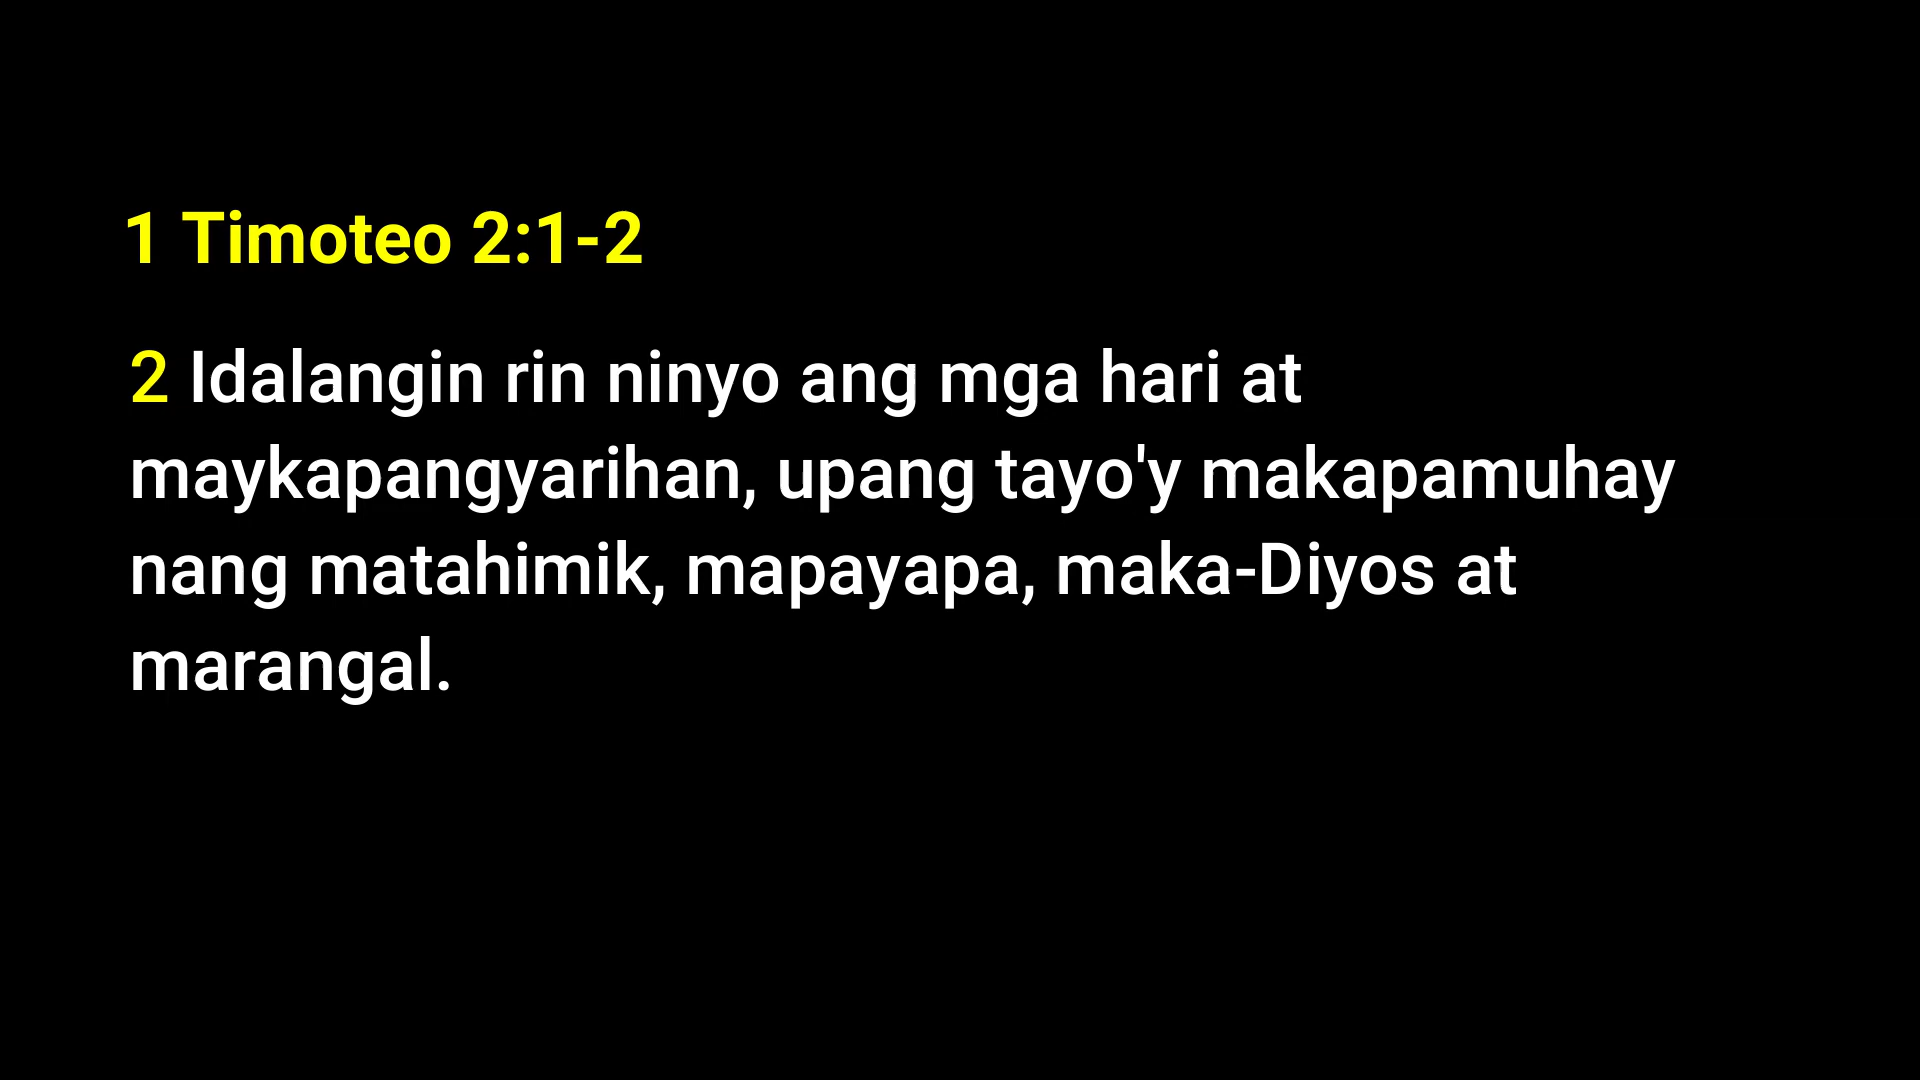 1 Timoteo 2:1-2
2 Idalangin rin ninyo ang mga hari at
maykapangyarihan, upang tayo'y makapamuhay
nang matahimik, mapayapa, maka-Diyos at
marangal.